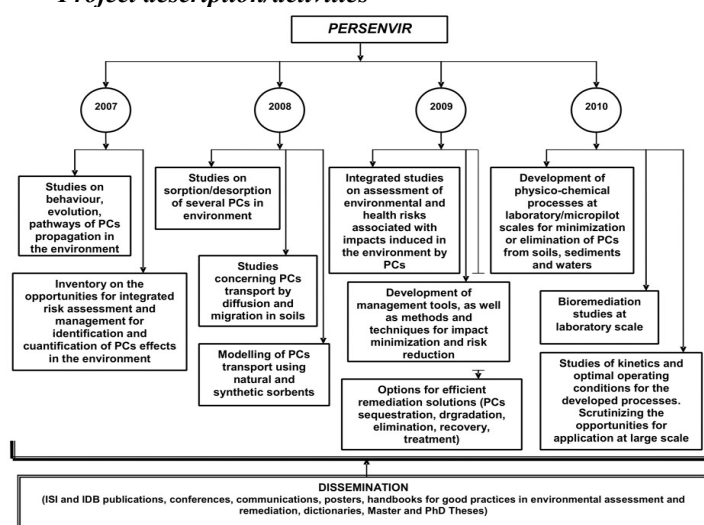 Project description/activities
PERSENVIR
2007
2008
2009
2010
Studies on
behaviour,
evolution,
pathways of PCs
propagation in
the environment
Inventory on the
opportunities for integrated
risk assessment and
management for
identification and
cuantification of PCs effects
in the environment
Studies on
sorption/desorption
of several PCs in
environment
Studies
concerning PCs
transport by
diffusion and
migration in soils
Modelling of PCs
transport using
natural and
synthetic sorbents
Integrated studies
on assessment of
environmental and
health risks
associated with
impacts induced in
the environment by
PCs
Development of
management tools, as well
as methods and
techniques for impact
minimization and risk
reduction
Options for efficient
remediation solutions (PCs
sequestration, drgradation,
elimination, recovery,
treatment)
Development of
physico-chemical
processes at
laboratory/micropilot
scales for minimization
or elimination of PCs
from soils, sediments
and waters
Bioremediation
studies at
laboratory scale
Studies of kinetics and
optimal operating
conditions for the
developed processes.
Scrutinizing the
opportunities for
application at large scale
DISSEMINATION
(ISI and IDB publications, conferences, communications, posters, handbooks for good practices in environmental assessment and
remediation, dictionaries, Master and PhD Theses)